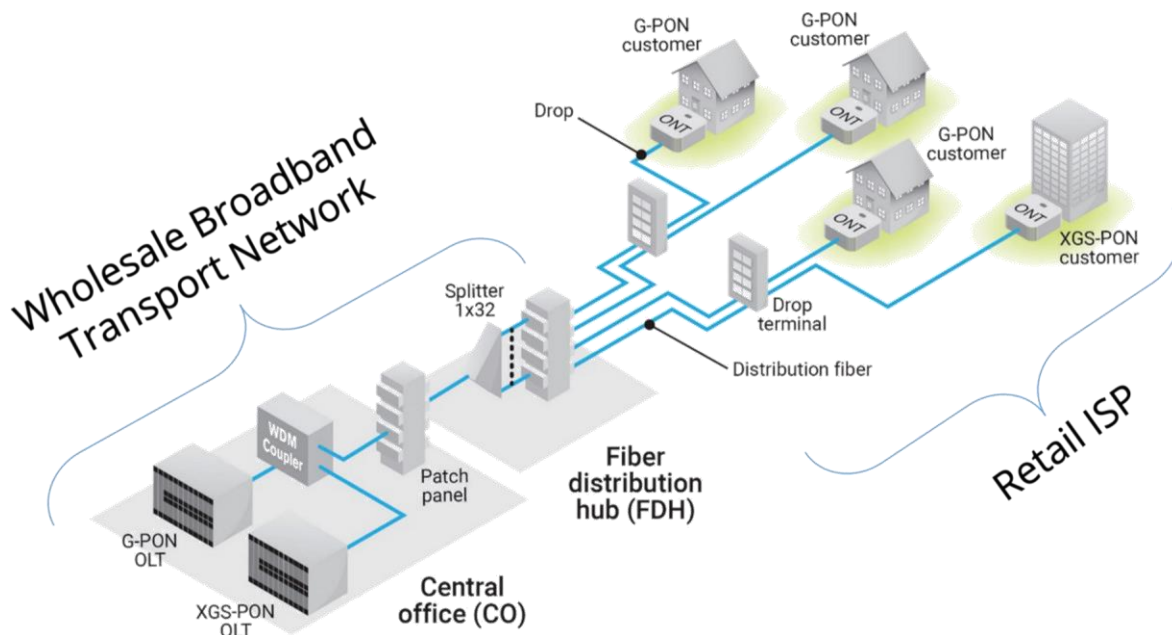 G-PON
customer
G-PON
customer
Drop
ONT
ONT
G-PON
customer
ONT
ONT
XGS-PON
customer
Wholesale Broadband
Transport Network
Splitter
1x32
Drop
terminal
Distribution fiber
Retail ISP
WDM
Coupler
Patch
panel
Fiber
distribution
hub (FDH)
G-PON
OLT
XGS-PON
OLT
Central
office (CO)